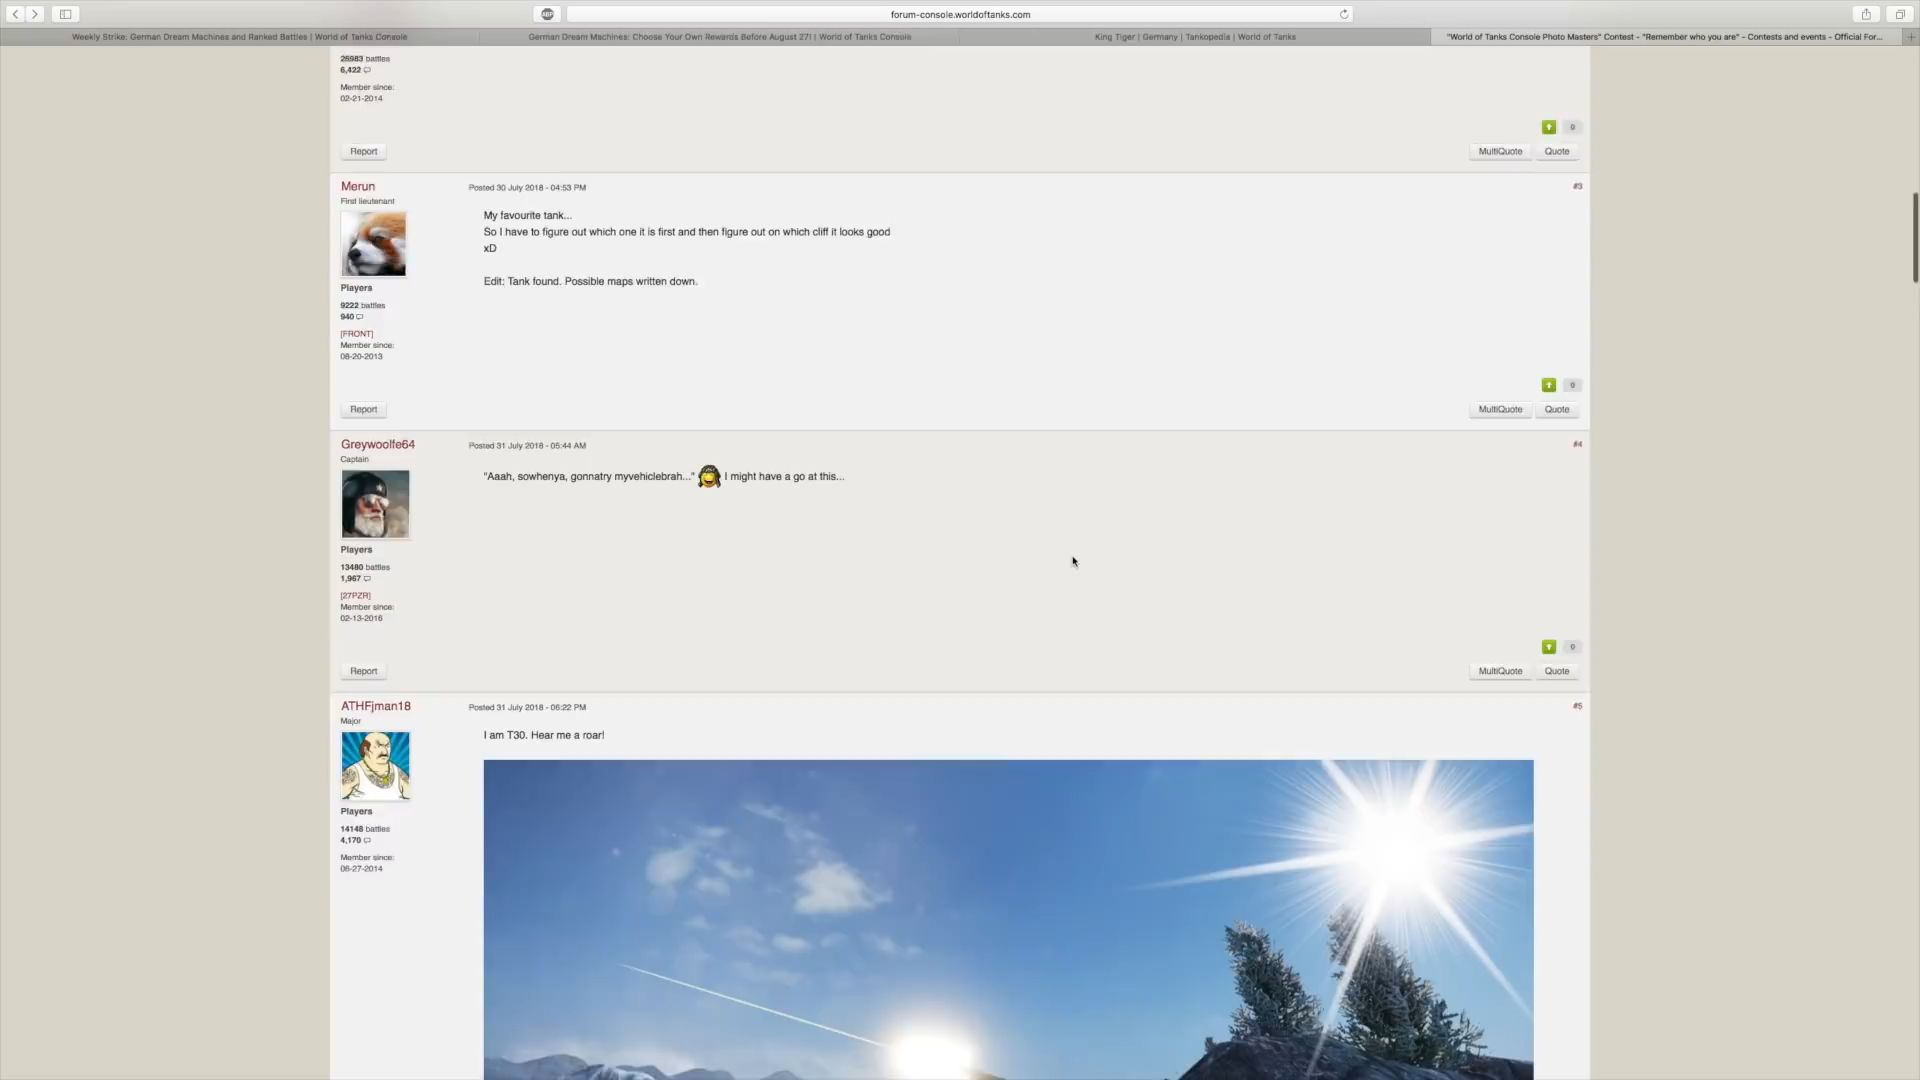 forum-console.worldoftanks.com
Weekly Strike: German Dream Machines and Ranked Battles | World of Tanks Console
German Dream Machines: Choose Your Own Rewards Before August 27! | World of Tanks Console
King Tiger | Germany | Tankopedia | World of Tanks
"World of Tanks Console Photo Masters" Contest - "Remember who you are" - Contests and events - Official For...
ABP
26983 battles
6,422
Member since:
02-21-2014
0
Report
MultiQuote
Quote
Merun
Posted 30 July 2018 - 04:53 PM
#3
First lieutenant
My favourite tank...
So I have to figure out which one it is first and then figure out on which cliff it looks good
xD
Edit: Tank found. Possible maps written down.
Players
9222 battles
940
[FRONT]
Member since:
08-20-2013
0
Report
MultiQuote
Quote
Greywoolfe64
Posted 31 July 2018 - 05:44 AM
#4
Captain
"Aaah, sowhenya, gonnatry myvehiclebrah..." I might have a go at this...
Players
13480 battles
1,967
[27PZR]
Member since:
02-13-2016
0
Report
MultiQuote
Quote
ATHFjman18
Posted 31 July 2018 - 06:22 PM
#5
Major
I am T30. Hear me a roar!
Players
14148 battles
4,170
Member since:
06-27-2014